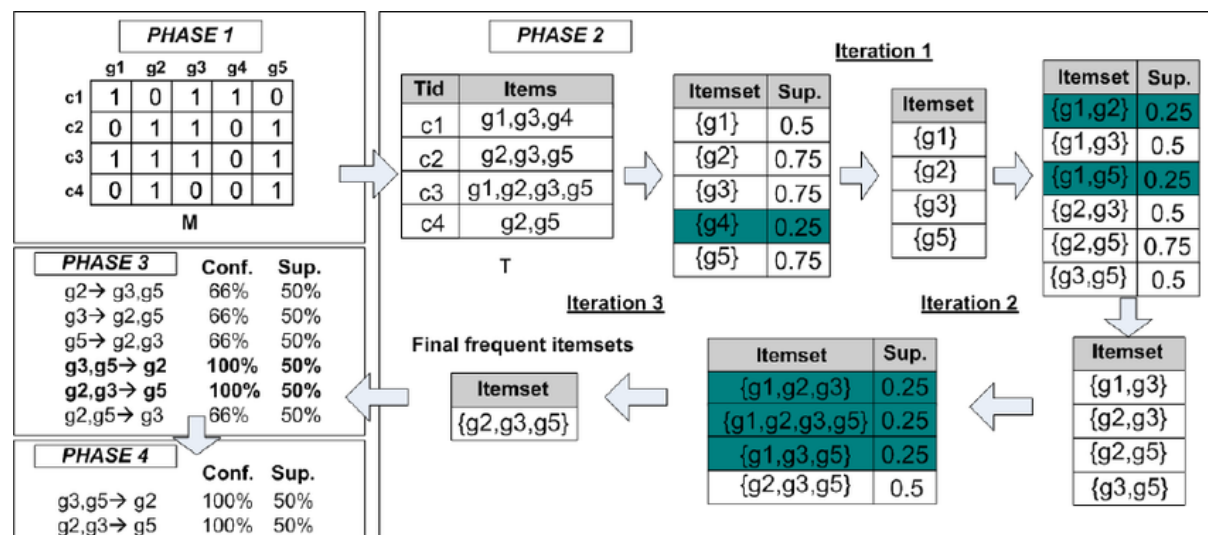 PHASE 1
g1 g2 g3 g4 g5
c1 1 0 1 1 0
c2 0 1 1 0 1
c3 1 1 1 0 1
c4 0 1 0 0 1
M
PHASE 2
Iteration 1
Tid Items
c1 g1,g3,g4
c2 g2,g3,g5
c3 g1,g2,g3,g5
c4 g2,g5
T
Itemset Sup.
{g1} 0.5
{g2} 0.75
{g3} 0.75
{g4} 0.25
{g5} 0.75
Itemset
{g1}
{g2}
{g3}
{g5}
Itemset Sup.
{g1,g2} 0.25
{g1,g3} 0.5
{g1,g5} 0.25
{g2,g3} 0.5
{g2,g5} 0.75
{g3,g5} 0.5
Iteration 2
Itemset
{g1,g3}
{g2,g3}
{g2,g5}
{g3,g5}
Itemset Sup.
{g1,g2,g3} 0.25
{g1,g2,g3,g5} 0.25
{g1,g3,g5} 0.25
{g2,g3,g5} 0.5
Iteration 3
Final frequent itemsets
Itemset
{g2,g3,g5}
PHASE 3 Conf. Sup.
g2→ g3,g5 66% 50%
g3→ g2,g5 66% 50%
g5→ g2,g3 66% 50%
g3,g5→ g2 100% 50%
g2,g3→ g5 100% 50%
g2,g5→ g3 66% 50%
PHASE 4
Conf. Sup.
g3,g5→ g2 100% 50%
g2,g3→ g5 100% 50%